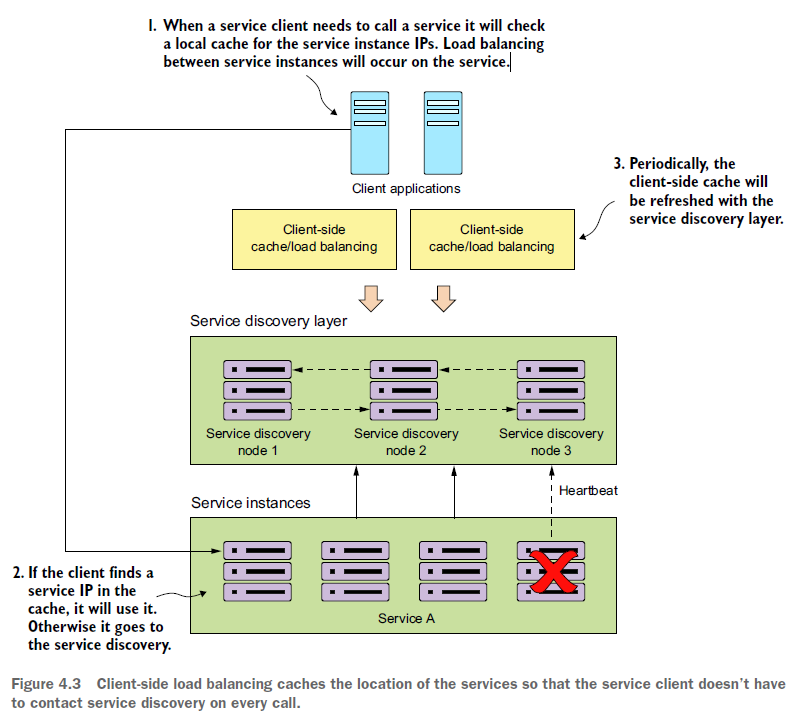 1. When a service client needs to call a service it will check
a local cache for the service instance IPs. Load balancing
between service instances will occur on the service.
Client applications
3. Periodically, the
client-side cache will
be refreshed with the
service discovery layer.
Client-side
cache/load balancing
Client-side
cache/load balancing
Service discovery layer
Service discovery
node 1
Service discovery
node 2
Service discovery
node 3
Heartbeat
Service instances
2. If the client finds a
service IP in the
cache, it will use it.
Otherwise it goes to
the service discovery.
Service A
Figure 4.3 Client-side load balancing caches the location of the services so that the service client doesn’t have
to contact service discovery on every call.